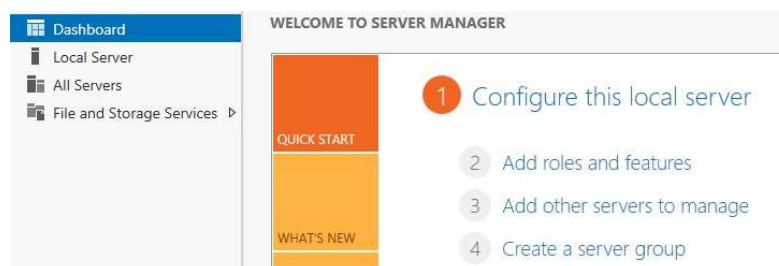 Dashboard
Local Server
All Servers
File and Storage Services
WELCOME TO SERVER MANAGER
QUICK START
WHAT'S NEW
1 Configure this local server
2 Add roles and features
3 Add other servers to manage
4 Create a server group